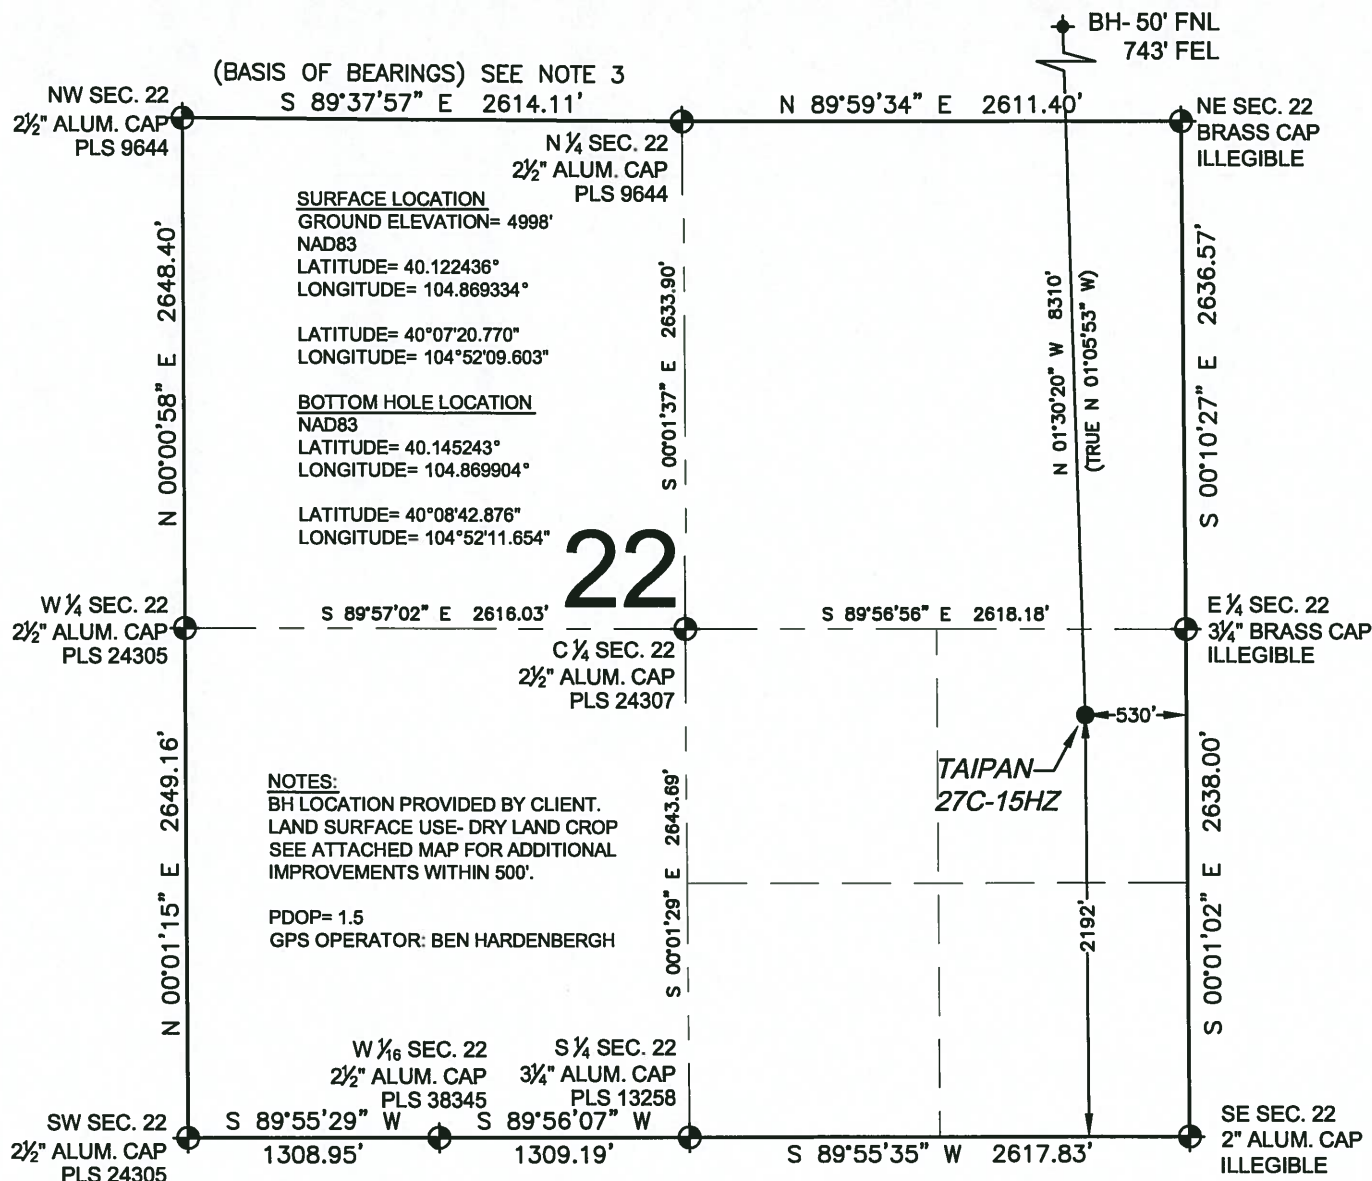 BH- 50' FNL
743' FEL
(BASIS OF BEARINGS) SEE NOTE 3
S 89°37'57" E 2614.11'
N 89°59'34" E 2611.40'
NW SEC. 22
2½" ALUM. CAP
PLS 9644
N ¼ SEC. 22
2½" ALUM. CAP
PLS 9644
NE SEC. 22
BRASS CAP
ILLEGIBLE
SURFACE LOCATION
GROUND ELEVATION= 4998'
NAD83
LATITUDE= 40.122436°
LONGITUDE= 104.869334°
LATITUDE= 40°07'20.770"
LONGITUDE= 104°52'09.603"
BOTTOM HOLE LOCATION
NAD83
LATITUDE= 40.145243°
LONGITUDE= 104.869904°
LATITUDE= 40°08'42.876"
LONGITUDE= 104°52'11.654"
N 00°00'58" E 2648.40'
S 00°01'37" E 2633.90'
N 01°30'20" W 8310'
(TRUE N 01°05'53" W)
S 00°10'27" E 2636.57'
22
W ¼ SEC. 22
2½" ALUM. CAP
PLS 24305
S 89°57'02" E 2616.03'
S 89°56'56" E 2618.18'
C ¼ SEC. 22
2½" ALUM. CAP
PLS 24307
E ¼ SEC. 22
3¼" BRASS CAP
ILLEGIBLE
530'
TAIPAN
27C-15HZ
NOTES:
BH LOCATION PROVIDED BY CLIENT.
LAND SURFACE USE- DRY LAND CROP
SEE ATTACHED MAP FOR ADDITIONAL
IMPROVEMENTS WITHIN 500'.
PDOP= 1.5
GPS OPERATOR: BEN HARDENBERGH
N 00°01'15" E 2649.16'
S 00°01'29" E 2643.69'
2192'
S 00°01'02" E 2638.00'
W 1/16 SEC. 22
2½" ALUM. CAP
PLS 38345
S ¼ SEC. 22
3¼" ALUM. CAP
PLS 13258
SW SEC. 22
2½" ALUM. CAP
PLS 24305
S 89°55'29" W
1308.95'
S 89°56'07" W
1309.19'
S 89°55'35" W 2617.83'
SE SEC. 22
2" ALUM. CAP
ILLEGIBLE